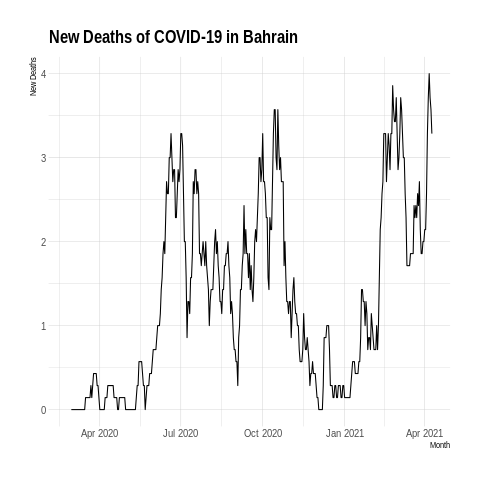 New Deaths of COVID-19 in Bahrain
New Deaths
4
3
2
1
0
Apr 2020 Jul 2020 Oct 2020 Jan 2021 Apr 2021
Month